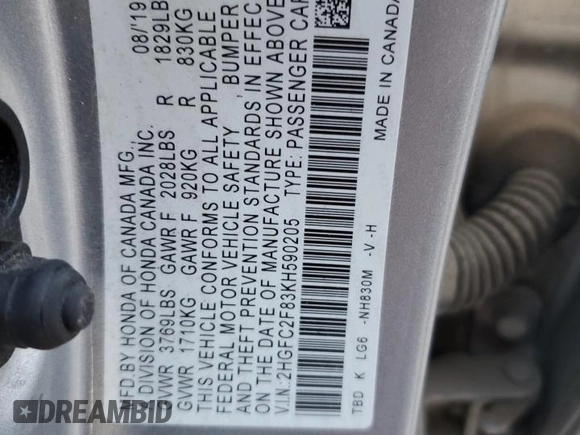 MFD.BY HONDA OF CANADA MFG., 08/19
DIVISION OF HONDA CANADA INC.
GVWR 3769LBS GAWR F 2028LBS R 1829LB
GVWR 1710KG GAWR F 920KG R 830KG
THIS VEHICLE CONFORMS TO ALL APPLICABLE
FEDERAL MOTOR VEHICLE SAFETY, BUMPER
AND THEFT PREVENTION STANDARDS IN EFFEC
ON THE DATE OF MANUFACTURE SHOWN ABOVE
V.I.N:2HGFC2F83KH590205 TYPE: PASSENGER CAR
TBD K LG6 -NH830M -V -H MADE IN CANADA
DREAMBID